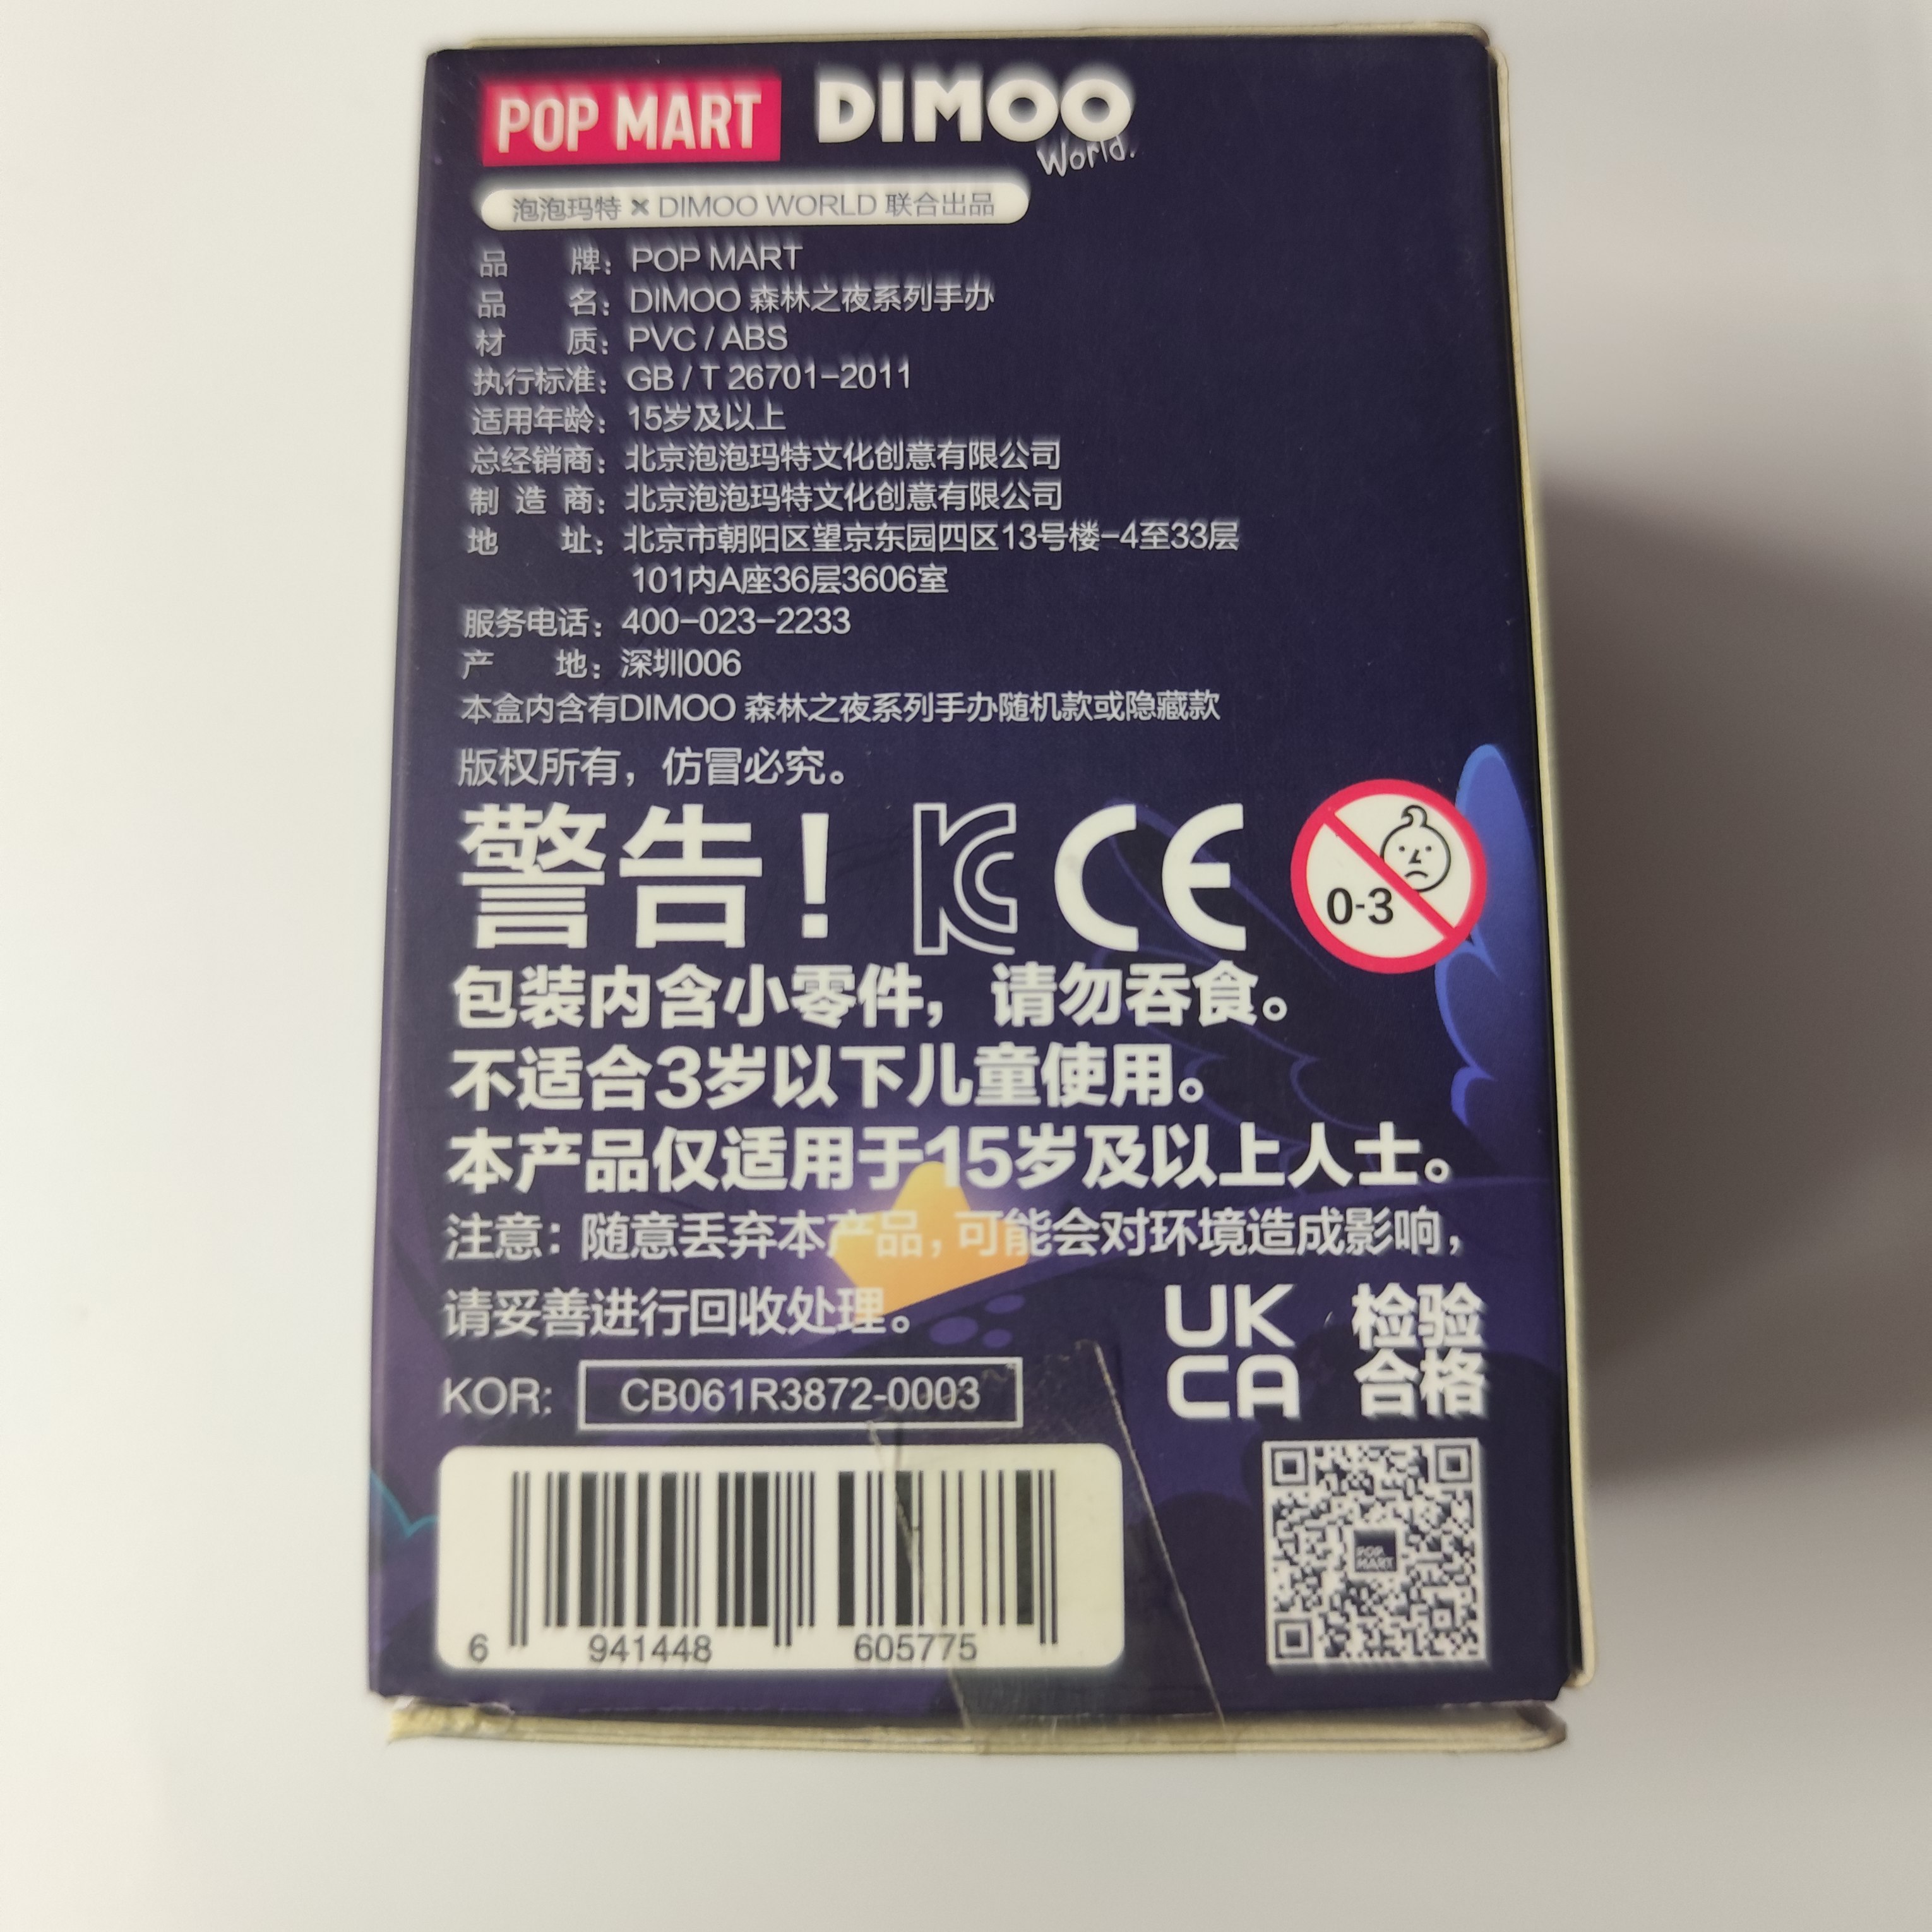 POP MART DIMOO
World.
泡泡玛特 × DIMOO WORLD 联合出品
品 牌：POP MART
品 名：DIMOO 森林之夜系列手办
材 质：PVC / ABS
执行标准：GB / T 26701-2011
适用年龄：15岁及以上
总经销商：北京泡泡玛特文化创意有限公司
制 造 商：北京泡泡玛特文化创意有限公司
地 址：北京市朝阳区望京东园四区13号楼-4至33层
101内A座36层3606室
服务电话：400-023-2233
产 地：深圳006
本盒内含有DIMOO 森林之夜系列手办随机款或隐藏款
版权所有，仿冒必究。
警告！ KC CE 0-3
包装内含小零件，请勿吞食。
不适合3岁以下儿童使用。
本产品仅适用于15岁及以上人士。
注意：随意丢弃本产品，可能会对环境造成影响，
请妥善进行回收处理。
UK 检验
CA 合格
KOR: CB061R3872-0003
POP MART
6 941448 605775